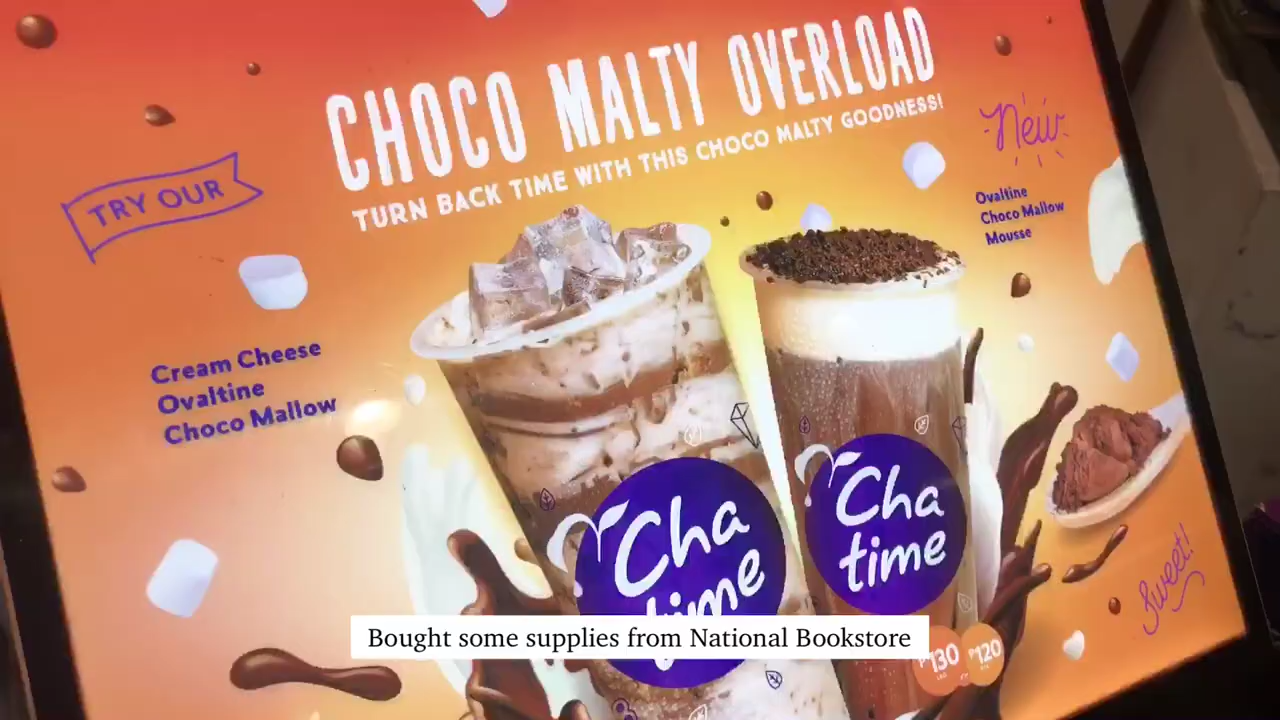 CHOCO MALTY OVERLOAD
TURN BACK TIME WITH THIS CHOCO MALTY GOODNESS!
TRY OUR
Cream Cheese
Ovaltine
Choco Mallow
New
Ovaltine
Choco Mallow
Mousse
Cha
time
Cha
time
Sweet!
₱130
₱120
Bought some supplies from National Bookstore